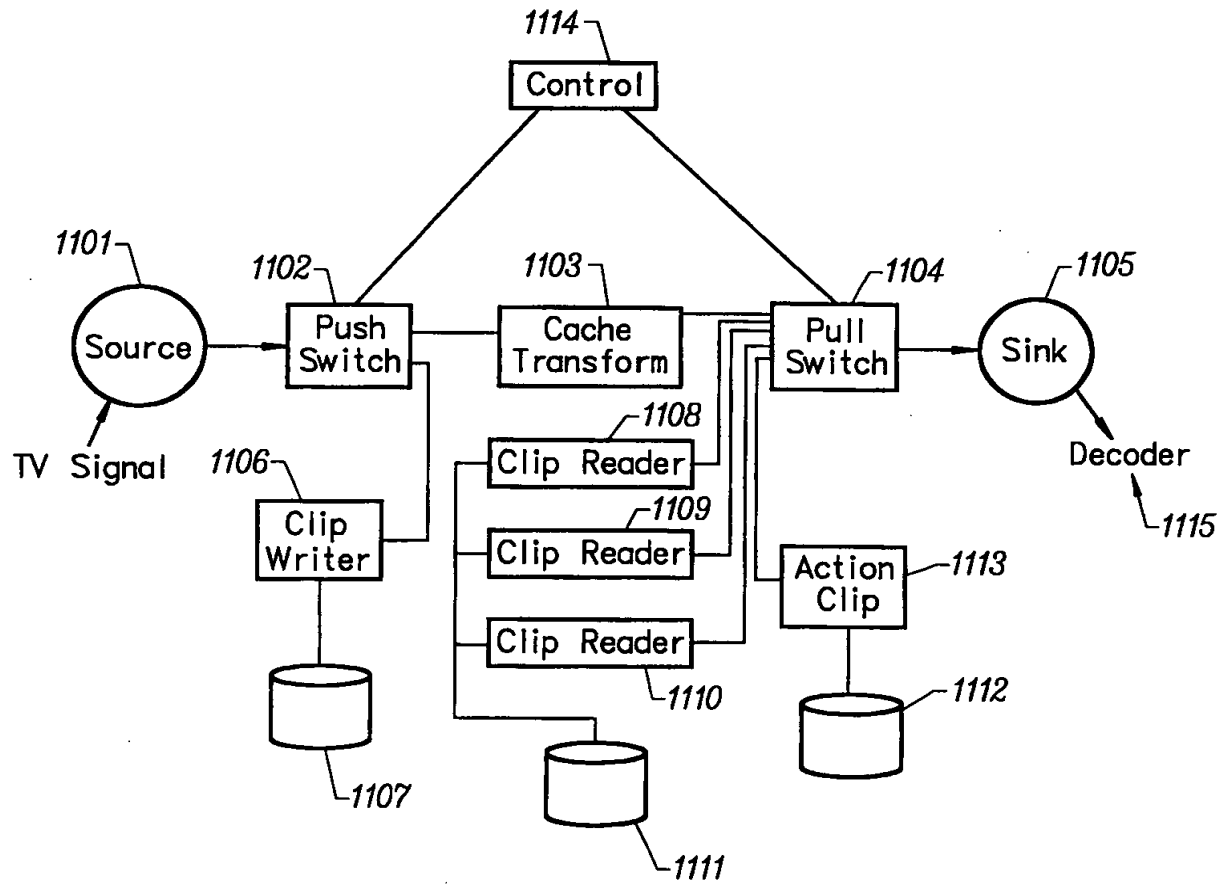 1114
Control
1101
1102
1103
1104
1105
Source
Push
Switch
Cache
Transform
Pull
Switch
Sink
TV Signal
1106
1108
Clip Reader
Decoder
1115
Clip
Writer
1109
Clip Reader
Action
Clip
1113
Clip Reader
1110
1112
1107
1111